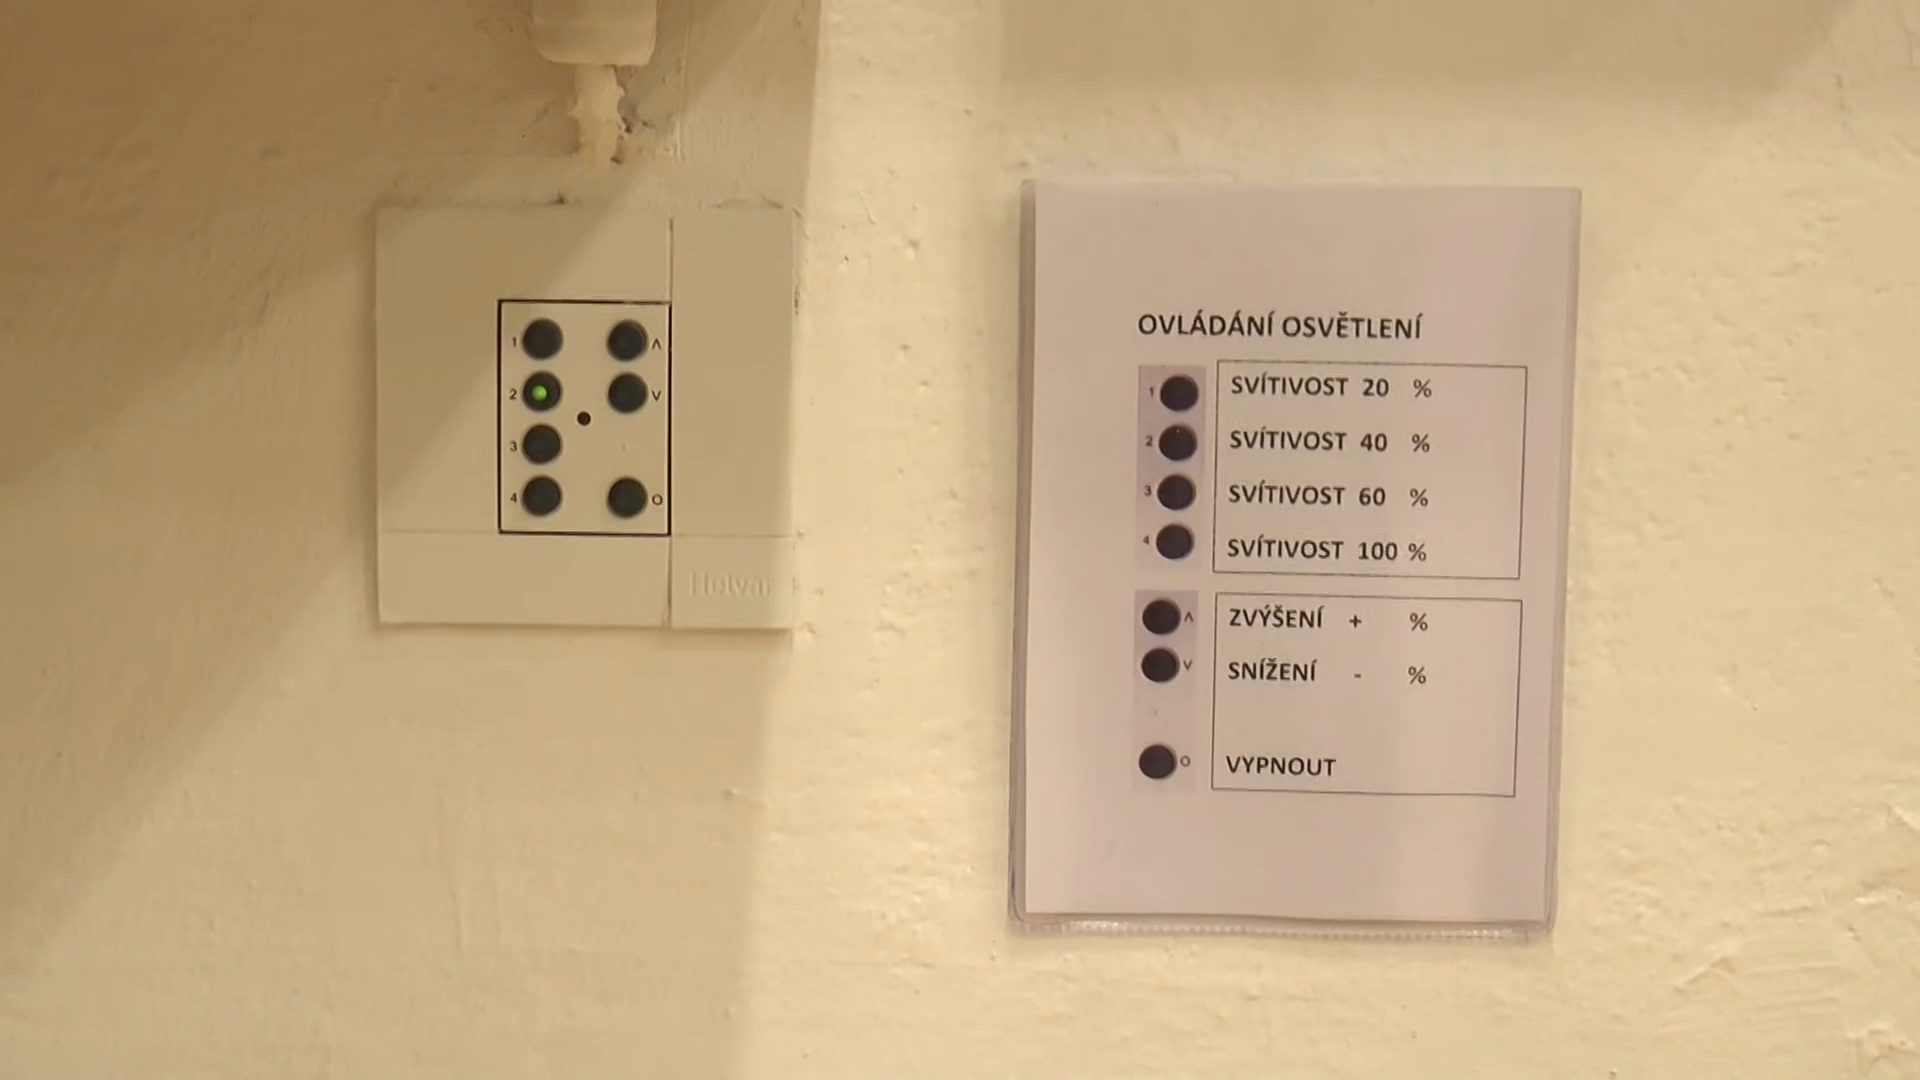 1 ∧
2 ∨
3
4 O
Helvar
OVLÁDÁNÍ OSVĚTLENÍ
1 SVÍTIVOST 20 %
2 SVÍTIVOST 40 %
3 SVÍTIVOST 60 %
4 SVÍTIVOST 100 %
∧ ZVÝŠENÍ + %
∨ SNÍŽENÍ - %
O VYPNOUT